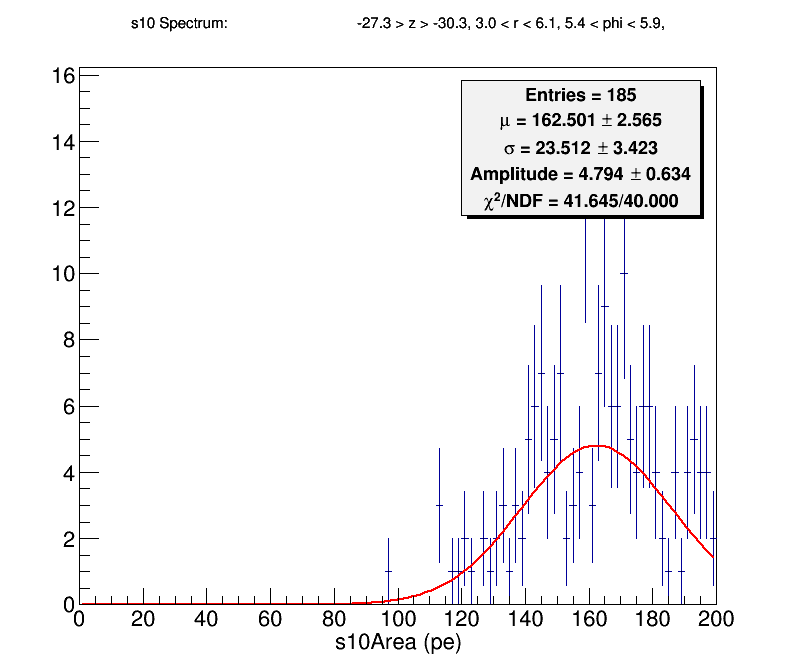 s10 Spectrum: -27.3 > z > -30.3, 3.0 < r < 6.1, 5.4 < phi < 5.9,
Entries = 185
μ = 162.501 ± 2.565
σ = 23.512 ± 3.423
Amplitude = 4.794 ± 0.634
χ²/NDF = 41.645/40.000
16
14
12
10
8
6
4
2
0
0 20 40 60 80 100 120 140 160 180 200
s10Area (pe)